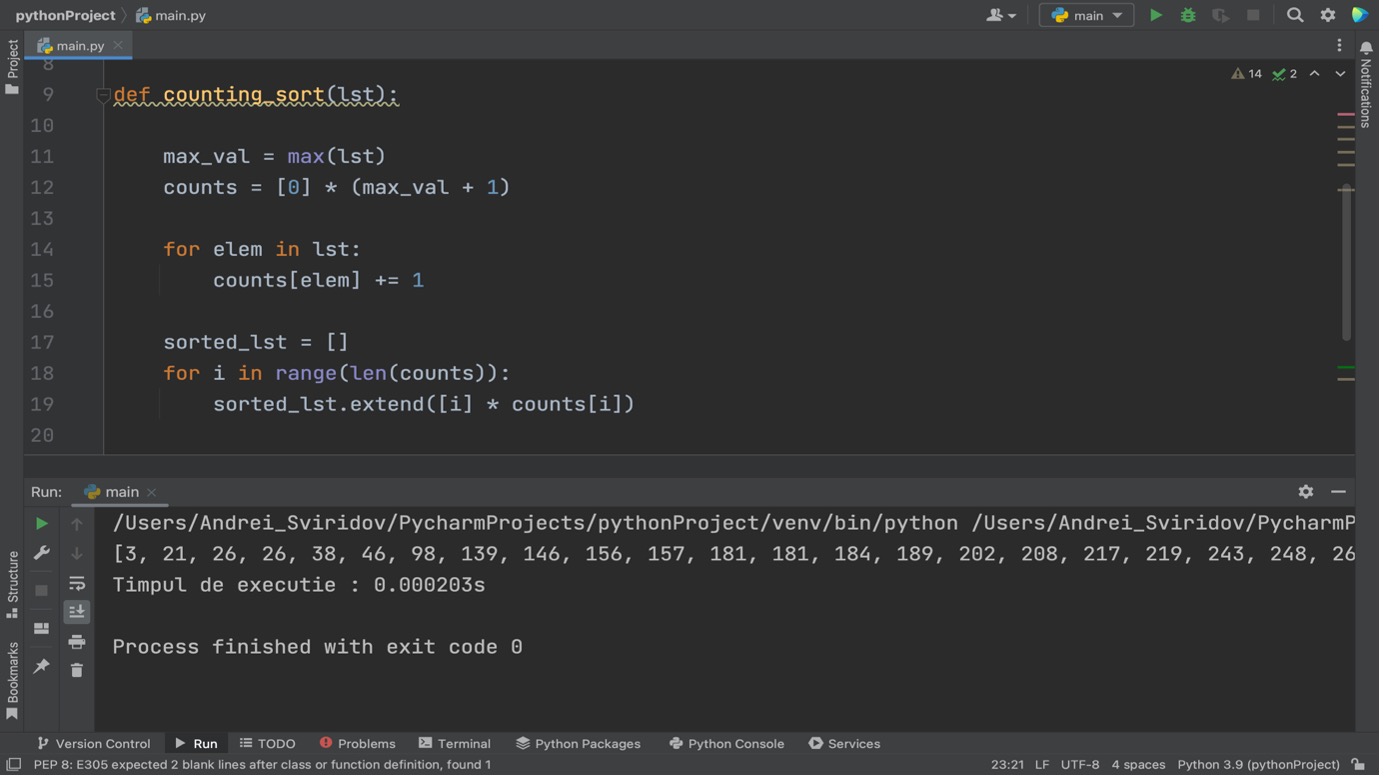 pythonProject main.py
main
main.py
Project
Notifications
14 2
8
9 def counting_sort(lst):
10
11 max_val = max(lst)
12 counts = [0] * (max_val + 1)
13
14 for elem in lst:
15 counts[elem] += 1
16
17 sorted_lst = []
18 for i in range(len(counts)):
19 sorted_lst.extend([i] * counts[i])
20
Run: main
/Users/Andrei_Sviridov/PycharmProjects/pythonProject/venv/bin/python /Users/Andrei_Sviridov/PycharmP
[3, 21, 26, 26, 38, 46, 98, 139, 146, 156, 157, 181, 181, 184, 189, 202, 208, 217, 219, 243, 248, 26
Timpul de executie : 0.000203s
Process finished with exit code 0
Structure
Bookmarks
Version Control Run TODO Problems Terminal Python Packages Python Console Services
PEP 8: E305 expected 2 blank lines after class or function definition, found 1 23:21 LF UTF-8 4 spaces Python 3.9 (pythonProject)